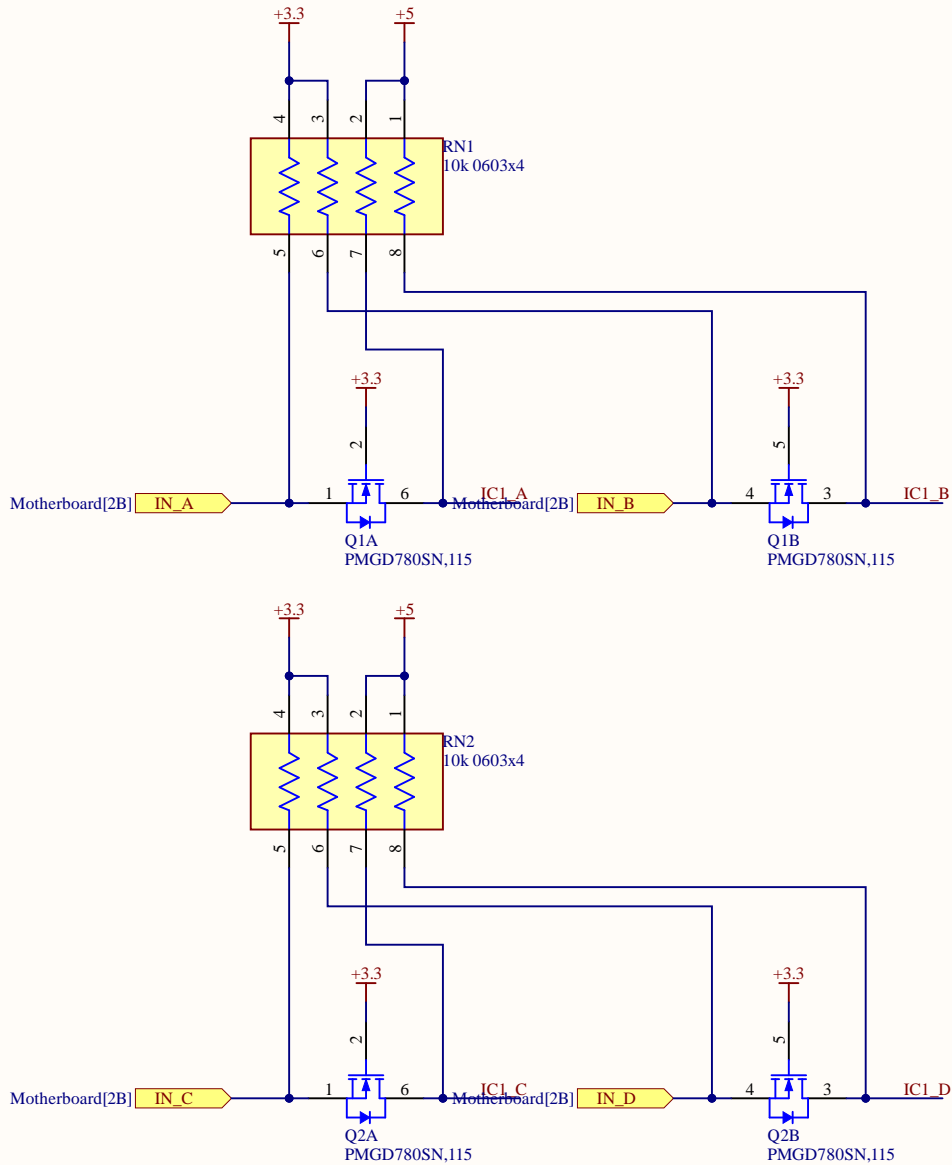 +3.3 +5
4 3 2 1
RN1
10k 0603x4
5 6 7 8
+3.3 +3.3
2 5
Motherboard[2B] IN_A 1 6 IC1_A Motherboard[2B] IN_B 4 3 IC1_B
Q1A Q1B
PMGD780SN,115 PMGD780SN,115
+3.3 +5
4 3 2 1
RN2
10k 0603x4
5 6 7 8
+3.3 +3.3
2 5
Motherboard[2B] IN_C 1 6 IC1_C Motherboard[2B] IN_D 4 3 IC1_D
Q2A Q2B
PMGD780SN,115 PMGD780SN,115